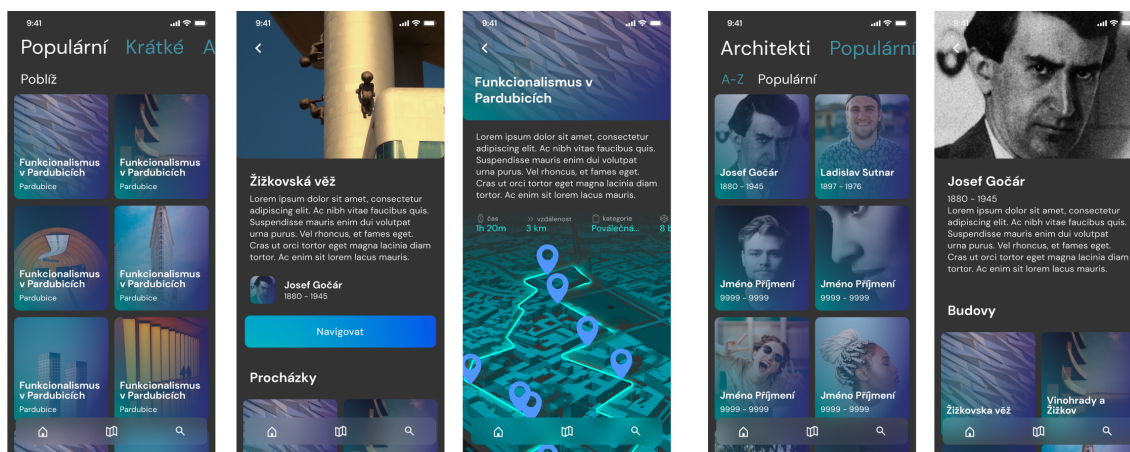 9:41
Populární Krátké A
Poblíž
Funkcionalismus
v Pardubicích
Pardubice
Funkcionalismus
v Pardubicích
Pardubice
Funkcionalismus
v Pardubicích
Pardubice
Funkcionalismus
v Pardubicích
Pardubice
Funkcionalismus
v Pardubicích
Pardubice
Funkcionalismus
v Pardubicích
Pardubice
9:41
Žižkovská věž
Lorem ipsum dolor sit amet, consectetur
adipiscing elit. Ac nibh vitae faucibus quis.
Suspendisse mauris enim dui volutpat
urna purus. Vel rhoncus, et fames eget.
Cras ut orci tortor eget magna lacinia diam
tortor. Ac enim sit lorem lacus mauris.
Josef Gočár
1880 - 1945
Navigovat
Procházky
9:41
Funkcionalismus v
Pardubicích
Lorem ipsum dolor sit amet, consectetur
adipiscing elit. Ac nibh vitae faucibus quis.
Suspendisse mauris enim dui volutpat
urna purus. Vel rhoncus, et fames eget.
Cras ut orci tortor eget magna lacinia diam
tortor. Ac enim sit lorem lacus mauris.
čas vzdálenost kategorie
1h 20m 3 km Poválečná... 8 b
9:41
Architekti Populární
A-Z Populární
Josef Gočár
1880 - 1945
Ladislav Sutnar
1897 - 1976
Jméno Příjmení
9999 - 9999
Jméno Příjmení
9999 - 9999
Jméno Příjmení
9999 - 9999
Jméno Příjmení
9999 - 9999
9:41
Josef Gočár
1880 - 1945
Lorem ipsum dolor sit amet, consectetur
adipiscing elit. Ac nibh vitae faucibus quis.
Suspendisse mauris enim dui volutpat
urna purus. Vel rhoncus, et fames eget.
Cras ut orci tortor eget magna lacinia diam
tortor. Ac enim sit lorem lacus mauris.
Budovy
Žižkovska věž
Vinohrady a
Žižkov